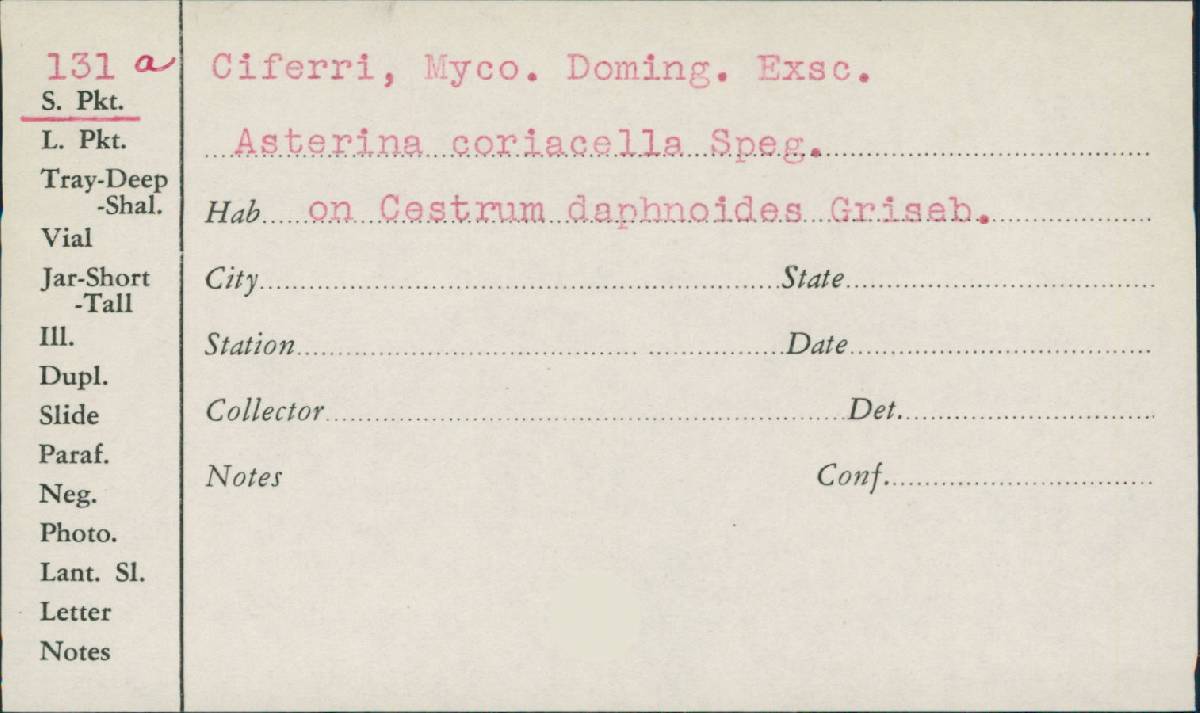 131 a
S. Pkt.
L. Pkt.
Tray-Deep
-Shal.
Vial
Jar-Short
-Tall
Ill.
Dupl.
Slide
Paraf.
Neg.
Photo.
Lant. Sl.
Letter
Notes
Ciferri, Myco. Doming. Exsc.
Asterina coriacella Speg.
Hab on Cestrum daphnoides Griseb.
City State
Station Date
Collector Det.
Notes Conf.